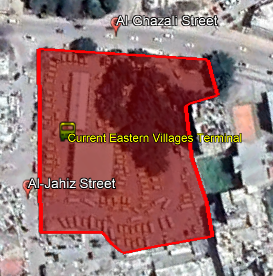 Al-Ghazali Street
Current Eastern Villages Terminal
Al-Jahiz Street